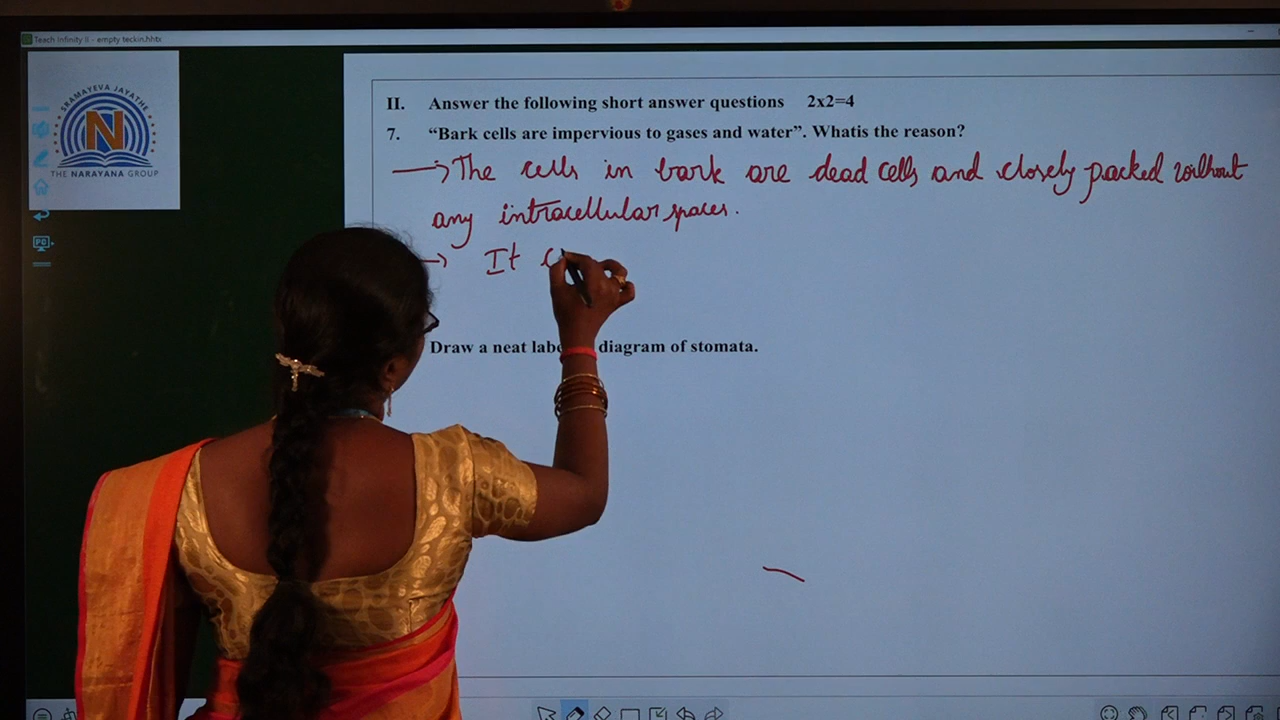 Teach Infinity - empty teckin.hhtx
SRAMAYEVA JAYATHE
N
THE NARAYANA GROUP
II. Answer the following short answer questions 2x2=4
7. “Bark cells are impervious to gases and water”. Whatis the reason?
→ The cells in bark are dead cells and closely packed without
any intracellular spaces.
→ It
Draw a neat diagram of stomata.